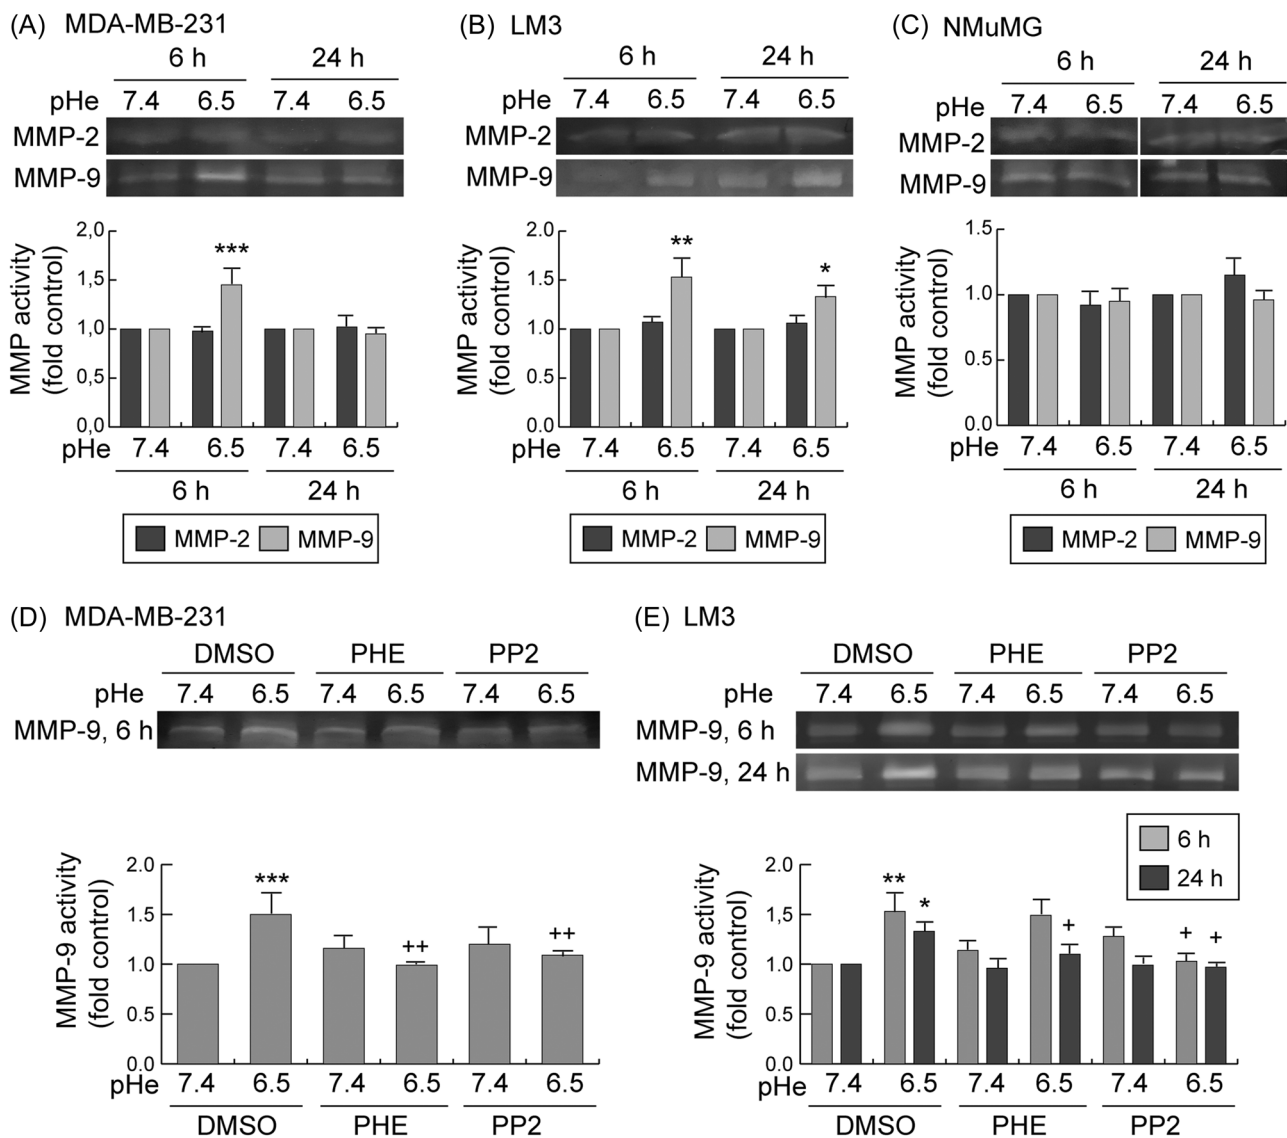 (A) MDA-MB-231
6 h 24 h
pHe 7.4 6.5 7.4 6.5
MMP-2
MMP-9
MMP activity
(fold control)
2,0
1.5
1.0
0.5
0,0
***
pHe 7.4 6.5 7.4 6.5
6 h 24 h
MMP-2 MMP-9
(B) LM3
6 h 24 h
pHe 7.4 6.5 7.4 6.5
MMP-2
MMP-9
MMP activity
(fold control)
2.0
1.5
1.0
0.5
0.0
** *
pHe 7.4 6.5 7.4 6.5
6 h 24 h
MMP-2 MMP-9
(C) NMuMG
6 h 24 h
pHe 7.4 6.5 7.4 6.5
MMP-2
MMP-9
MMP activity
(fold control)
1.5
1.0
0.5
0.0
pHe 7.4 6.5 7.4 6.5
6 h 24 h
MMP-2 MMP-9
(D) MDA-MB-231
DMSO PHE PP2
pHe 7.4 6.5 7.4 6.5 7.4 6.5
MMP-9, 6 h
MMP-9 activity
(fold control)
2.0
1.5
1.0
0.5
0.0
*** ++ ++
pHe 7.4 6.5 7.4 6.5 7.4 6.5
DMSO PHE PP2
(E) LM3
DMSO PHE PP2
pHe 7.4 6.5 7.4 6.5 7.4 6.5
MMP-9, 6 h
MMP-9, 24 h
6 h
24 h
MMP-9 activity
(fold control)
2.0
1.5
1.0
0.5
0.0
** * + + +
pHe 7.4 6.5 7.4 6.5 7.4 6.5
DMSO PHE PP2